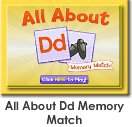 All About
Dd
Memory
Match
Click HERE To Play!
All About Dd Memory
Match